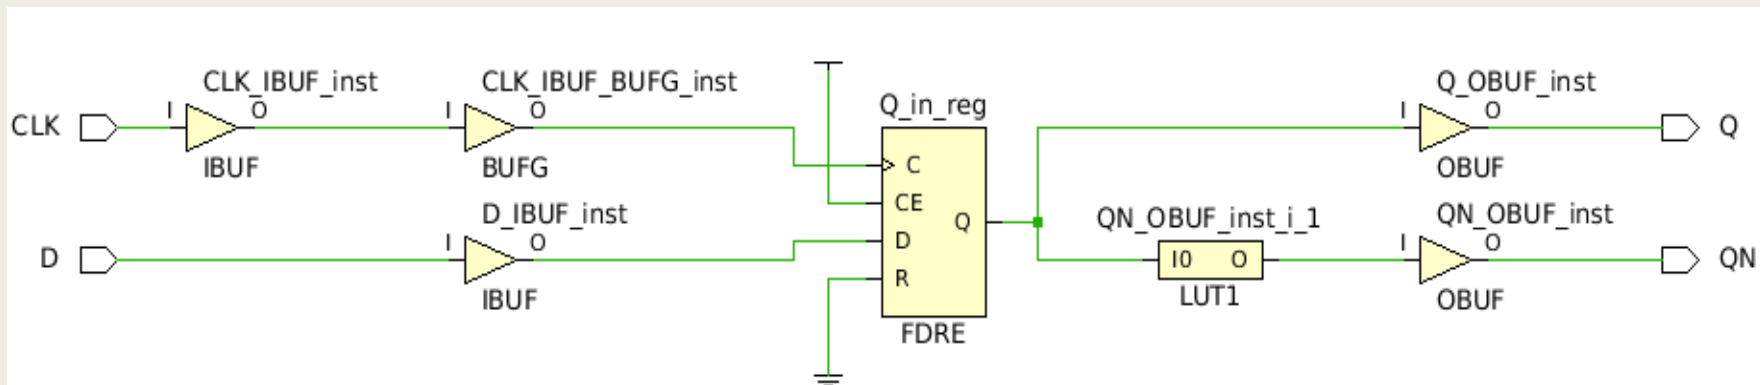 CLK_IBUF_inst
CLK_IBUF_BUFG_inst
Q_OBUF_inst
I
O
I
O
Q_in_reg
I
O
CLK
Q
IBUF
BUFG
C
OBUF
CE
D_IBUF_inst
Q
QN_OBUF_inst_i_1
QN_OBUF_inst
I
O
D
I
O
D
I0
O
QN
R
IBUF
LUT1
OBUF
FDRE